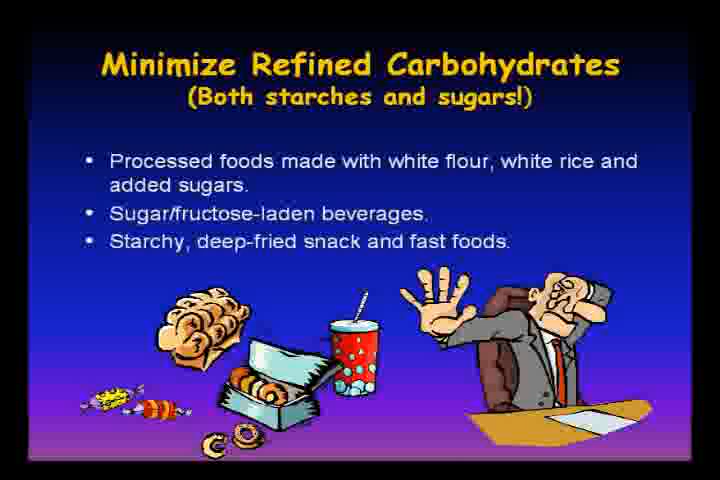 Minimize Refined Carbohydrates
(Both starches and sugars!)
• Processed foods made with white flour, white rice and
added sugars.
• Sugar/fructose-laden beverages.
• Starchy, deep-fried snack and fast foods.